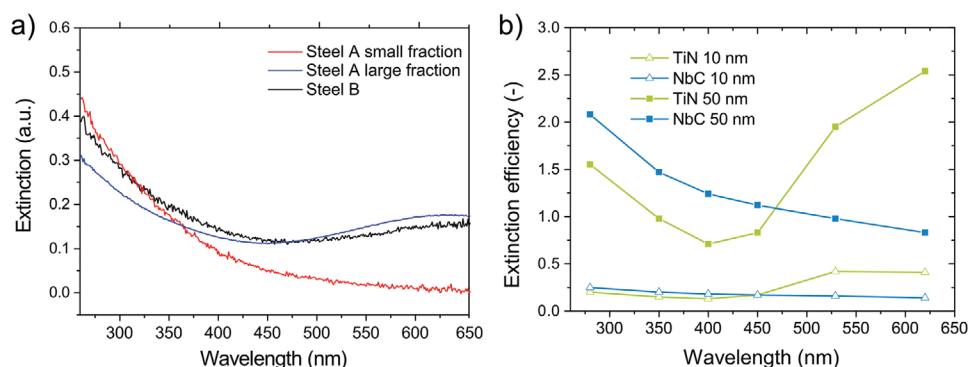 a)
0.6
0.5
0.4
0.3
0.2
0.1
0.0
Extinction (a.u.)
Steel A small fraction
Steel A large fraction
Steel B
300 350 400 450 500 550 600 650
Wavelength (nm)
b)
3.0
2.5
2.0
1.5
1.0
0.5
0.0
Extinction efficiency (-)
TiN 10 nm
NbC 10 nm
TiN 50 nm
NbC 50 nm
300 350 400 450 500 550 600 650
Wavelength (nm)